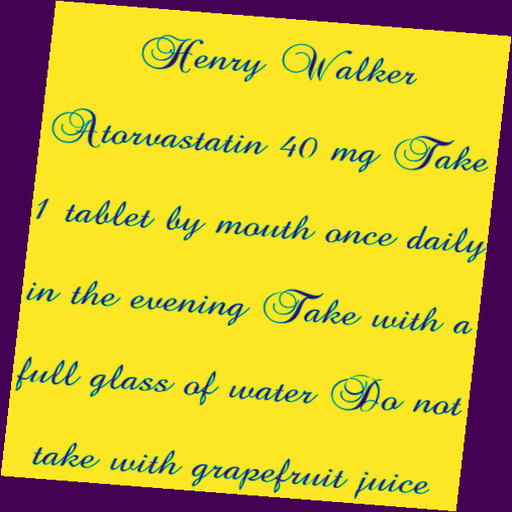 Henry Walker
Atorvastatin 40 mg Take
1 tablet by mouth once daily
in the evening Take with a
full glass of water Do not
take with grapefruit juice